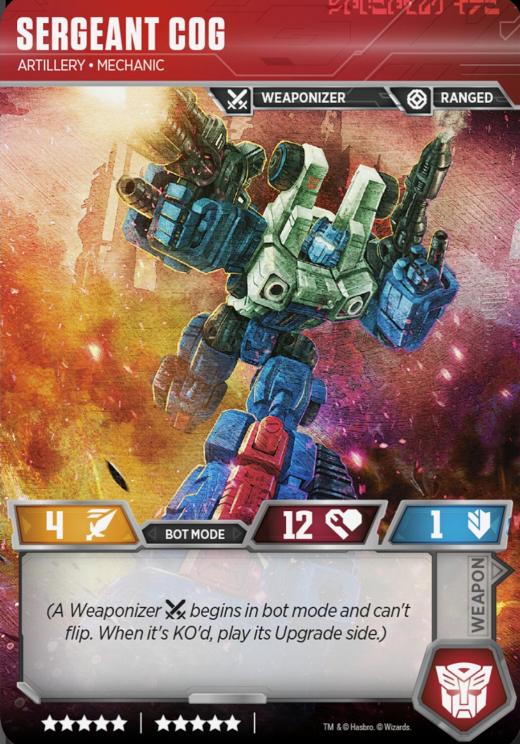 SERGEANT COG
ARTILLERY • MECHANIC
WEAPONIZER
RANGED
4
BOT MODE
12
1
(A Weaponizer begins in bot mode and can't
flip. When it's KO'd, play its Upgrade side.)
WEAPON
★★★★★ | ★★★★★ |
TM & © Hasbro. © Wizards.